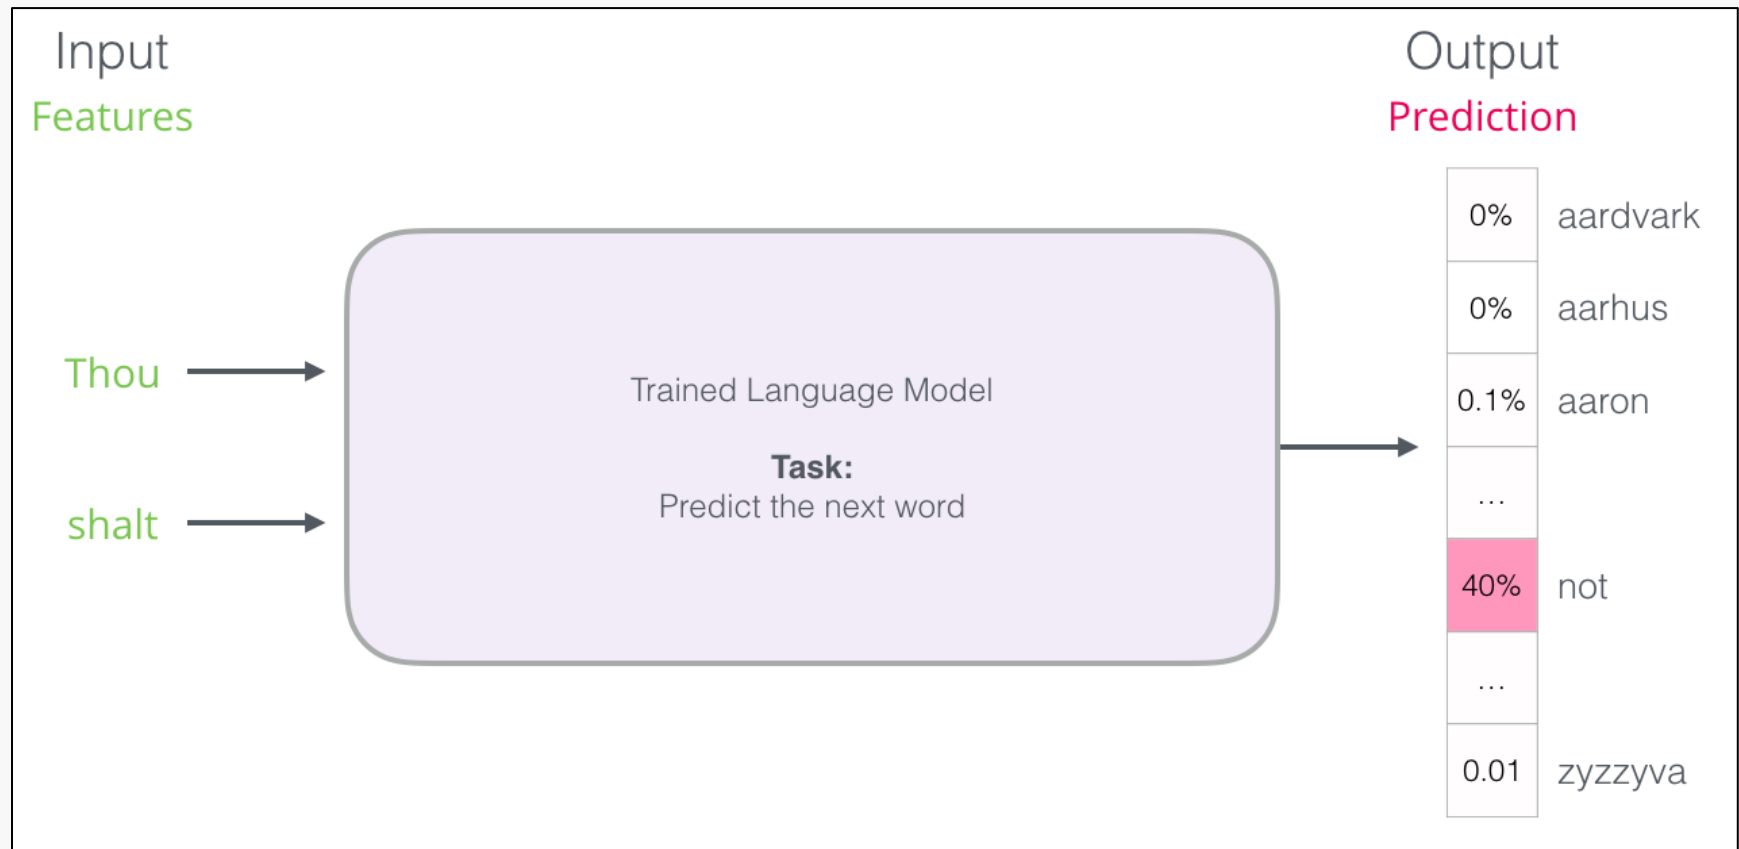 Input
Features
Thou
shalt
Trained Language Model
Task:
Predict the next word
Output
Prediction
0% aardvark
0% aarhus
0.1% aaron
...
40% not
...
0.01 zyzzyva